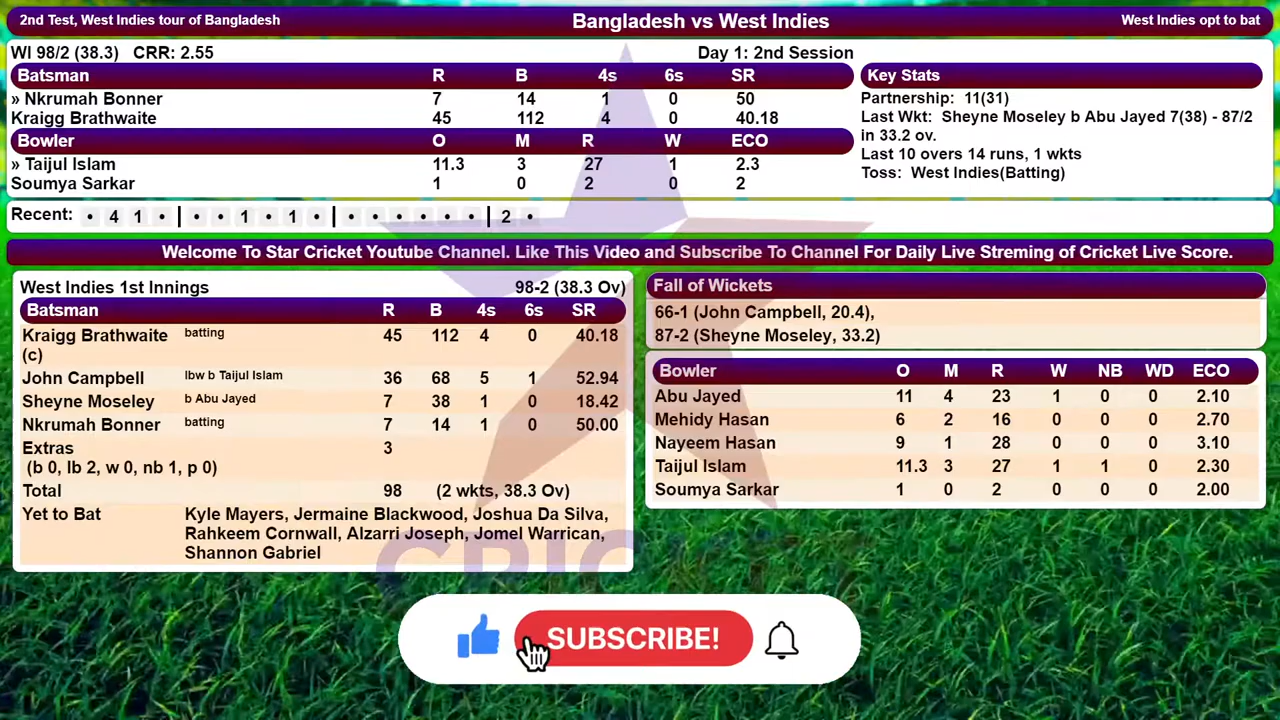 2nd Test, West Indies tour of Bangladesh Bangladesh vs West Indies West Indies opt to bat
WI 98/2 (38.3) CRR: 2.55 Day 1: 2nd Session
Batsman R B 4s 6s SR
» Nkrumah Bonner 7 14 1 0 50
Kraigg Brathwaite 45 112 4 0 40.18
Bowler O M R W ECO
» Taijul Islam 11.3 3 27 1 2.3
Soumya Sarkar 1 0 2 0 2
Key Stats
Partnership: 11(31)
Last Wkt: Sheyne Moseley b Abu Jayed 7(38) - 87/2
in 33.2 ov.
Last 10 overs 14 runs, 1 wkts
Toss: West Indies(Batting)
Recent: • 4 1 • | • • 1 • 1 • | • • • • • • | 2 •
Welcome To Star Cricket Youtube Channel. Like This Video and Subscribe To Channel For Daily Live Streming of Cricket Live Score.
West Indies 1st Innings 98-2 (38.3 Ov)
Batsman R B 4s 6s SR
Kraigg Brathwaite batting 45 112 4 0 40.18
(c)
John Campbell lbw b Taijul Islam 36 68 5 1 52.94
Sheyne Moseley b Abu Jayed 7 38 1 0 18.42
Nkrumah Bonner batting 7 14 1 0 50.00
Extras 3
(b 0, lb 2, w 0, nb 1, p 0)
Total 98 (2 wkts, 38.3 Ov)
Yet to Bat Kyle Mayers, Jermaine Blackwood, Joshua Da Silva,
Rahkeem Cornwall, Alzarri Joseph, Jomel Warrican,
Shannon Gabriel
Fall of Wickets
66-1 (John Campbell, 20.4),
87-2 (Sheyne Moseley, 33.2)
Bowler O M R W NB WD ECO
Abu Jayed 11 4 23 1 0 0 2.10
Mehidy Hasan 6 2 16 0 0 0 2.70
Nayeem Hasan 9 1 28 0 0 0 3.10
Taijul Islam 11.3 3 27 1 1 0 2.30
Soumya Sarkar 1 0 2 0 0 0 2.00
SUBSCRIBE!